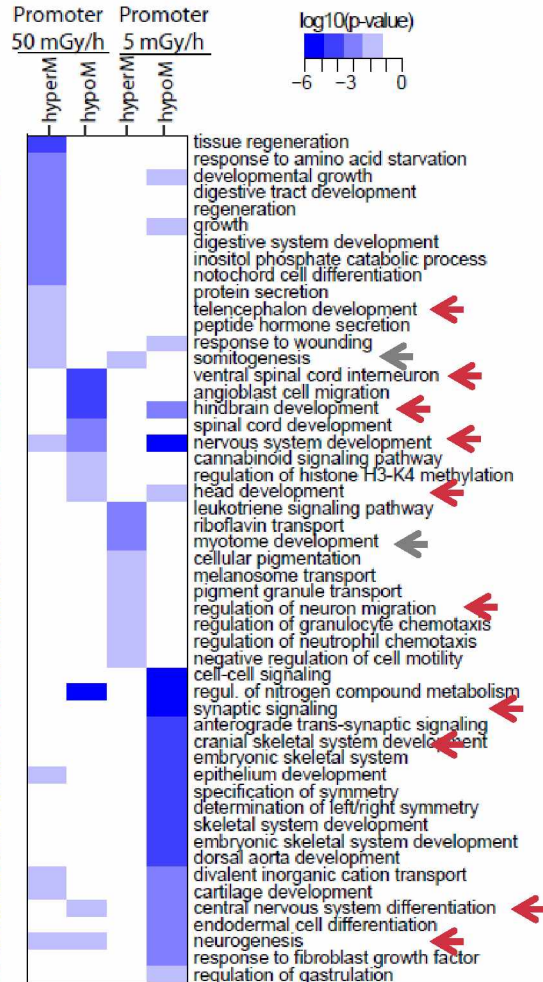 Promoter Promoter
50 mGy/h 5 mGy/h
hyperM hypoM hyperM hypoM
log10(p-value)
−6 −3 0
tissue regeneration
response to amino acid starvation
developmental growth
digestive tract development
regeneration
growth
digestive system development
inositol phosphate catabolic process
notochord cell differentiation
protein secretion
telencephalon development
peptide hormone secretion
response to wounding
somitogenesis
ventral spinal cord interneuron
angioblast cell migration
hindbrain development
spinal cord development
nervous system development
cannabinoid signaling pathway
regulation of histone H3-K4 methylation
head development
leukotriene signaling pathway
riboflavin transport
myotome development
cellular pigmentation
melanosome transport
pigment granule transport
regulation of neuron migration
regulation of granulocyte chemotaxis
regulation of neutrophil chemotaxis
negative regulation of cell motility
cell-cell signaling
regul. of nitrogen compound metabolism
synaptic signaling
anterograde trans-synaptic signaling
cranial skeletal system development
embryonic skeletal system
epithelium development
specification of symmetry
determination of left/right symmetry
skeletal system development
embryonic skeletal system development
dorsal aorta development
divalent inorganic cation transport
cartilage development
central nervous system differentiation
endodermal cell differentiation
neurogenesis
response to fibroblast growth factor
regulation of gastrulation